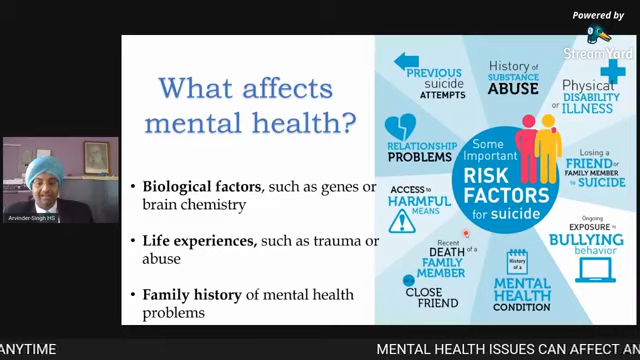 Powered by
StreamYard
What affects
mental health?
• Biological factors, such as genes or
brain chemistry
• Life experiences, such as trauma or
abuse
• Family history of mental health
problems
PREVIOUS
suicide
ATTEMPTS
History of
SUBSTANCE
ABUSE
Physical
DISABILITY
or ILLNESS
RELATIONSHIP
PROBLEMS
Some
Important
RISK
FACTORS
for suicide
Losing a
FRIEND or
FAMILY MEMBER
to SUICIDE
ACCESS to
HARMFUL
MEANS
Ongoing
EXPOSURE to
BULLYING
behavior
Recent
DEATH of a
FAMILY
MEMBER
or
CLOSE
FRIEND
History
of a
MENTAL
HEALTH
CONDITION
Arvinder-Singh HS
ANYTIME
MENTAL HEALTH ISSUES CAN AFFECT AN